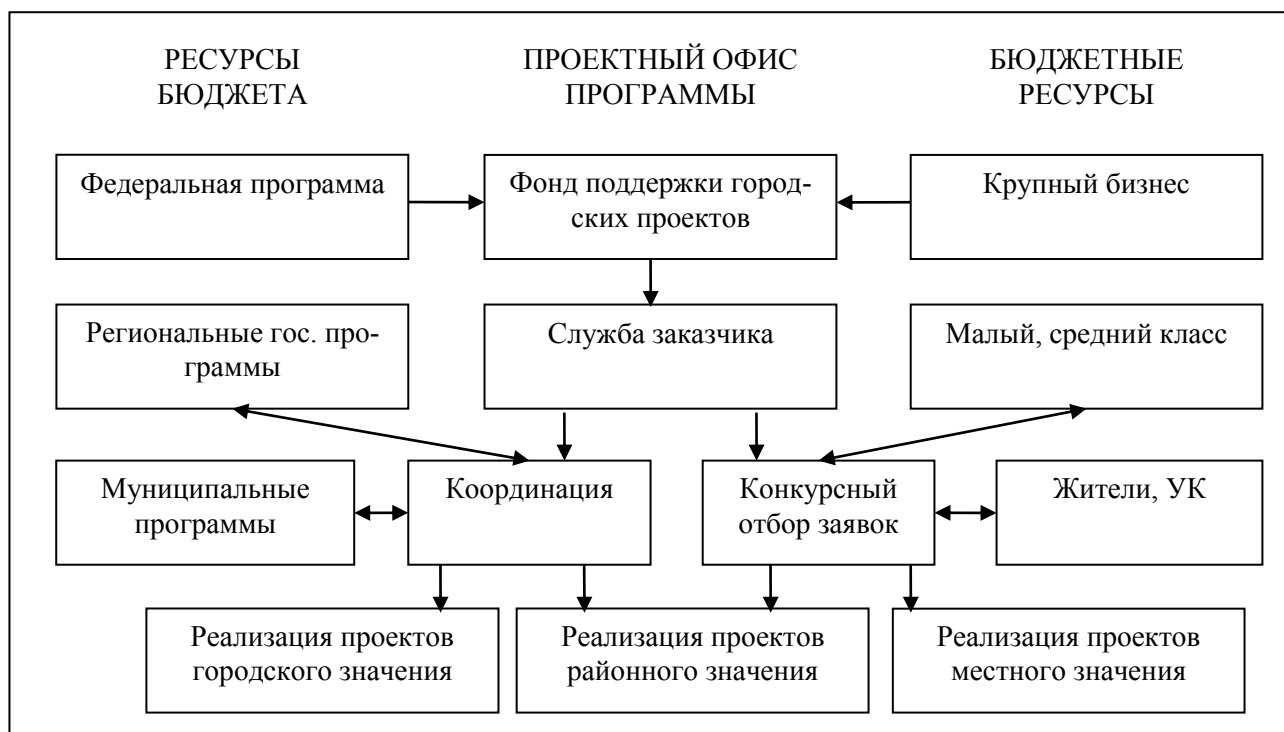 РЕСУРСЫ
БЮДЖЕТА
ПРОЕКТНЫЙ ОФИС
ПРОГРАММЫ
БЮДЖЕТНЫЕ
РЕСУРСЫ
Федеральная программа
Фонд поддержки город-
ских проектов
Крупный бизнес
Региональные гос. про-
граммы
Служба заказчика
Малый, средний класс
Муниципальные
программы
Координация
Конкурсный
отбор заявок
Жители, УК
Реализация проектов
городского значения
Реализация проектов
районного значения
Реализация проектов
местного значения